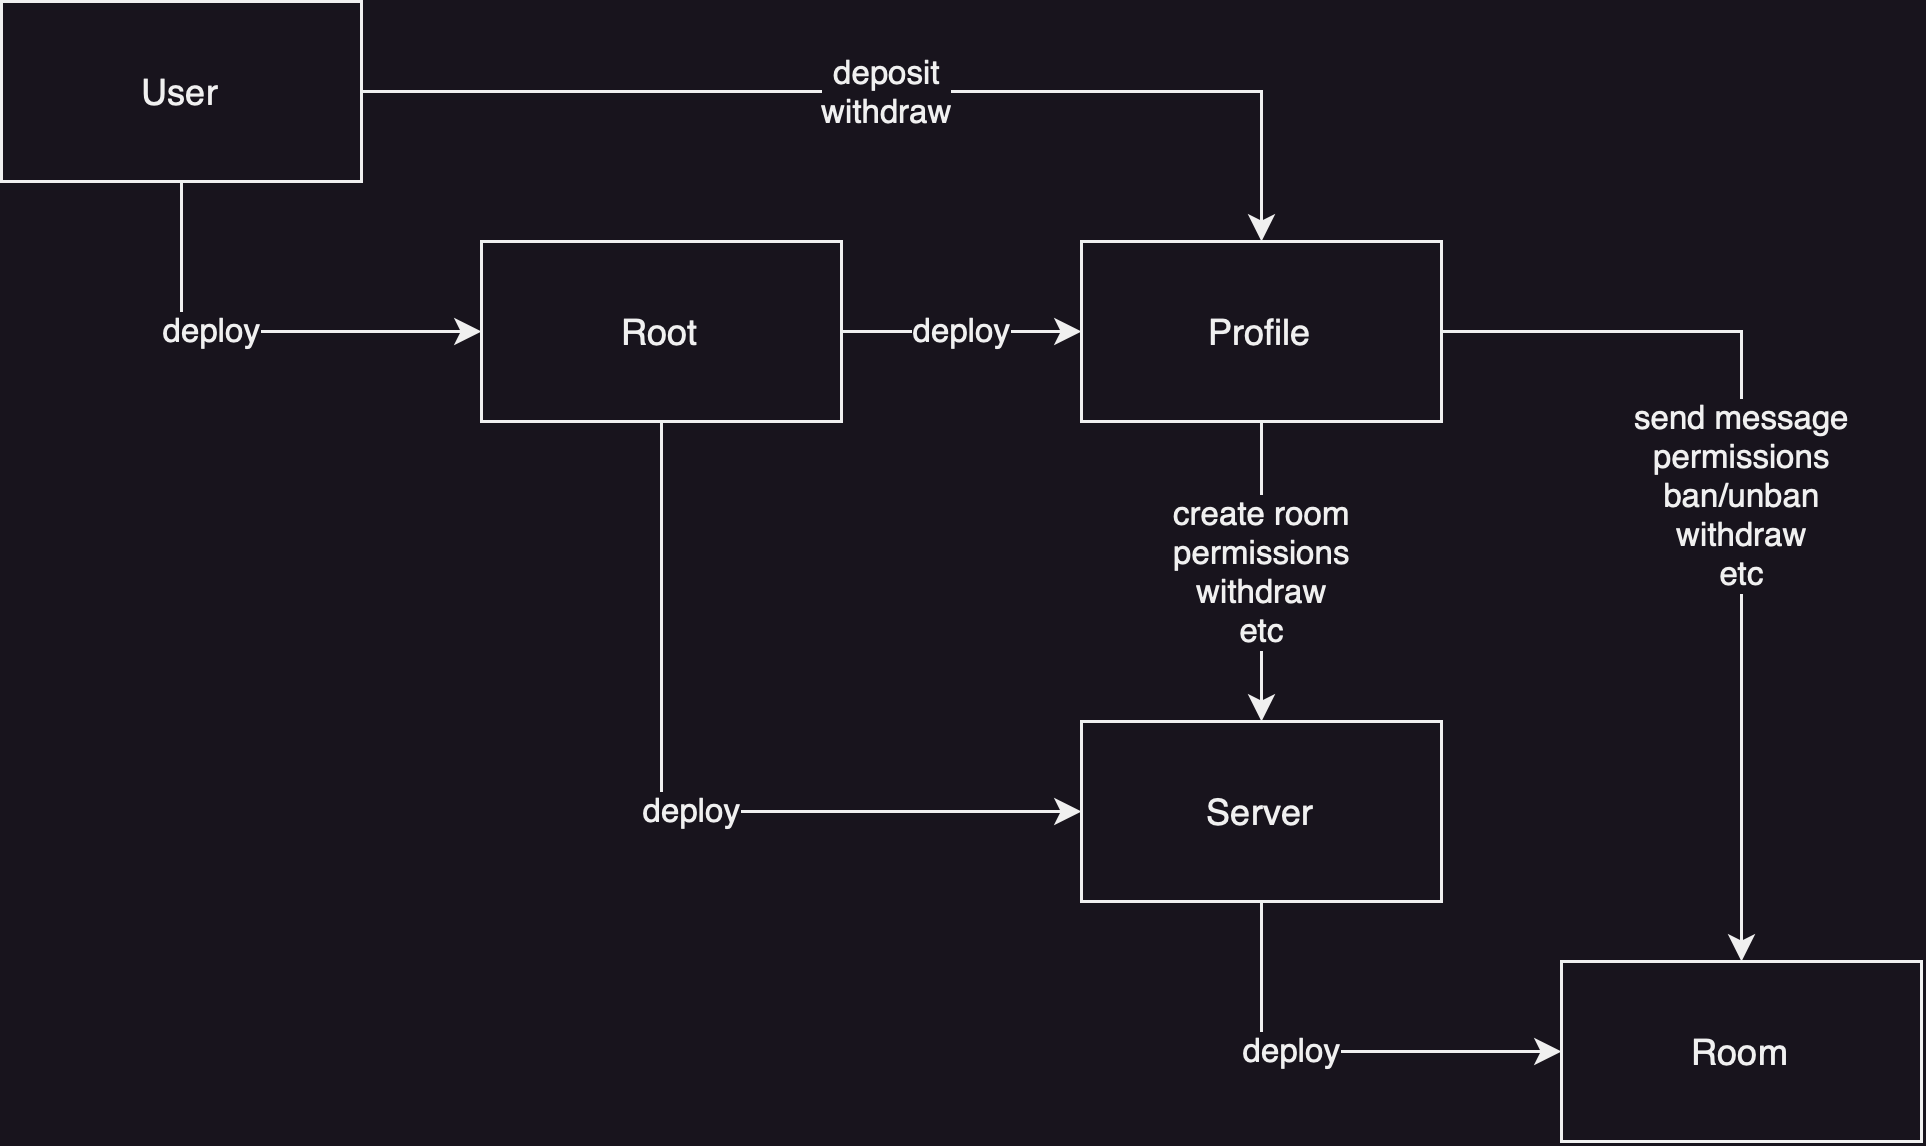 User
deposit
withdraw
deploy
Root
deploy
Profile
send message
permissions
ban/unban
withdraw
etc
create room
permissions
withdraw
etc
deploy
Server
deploy
Room